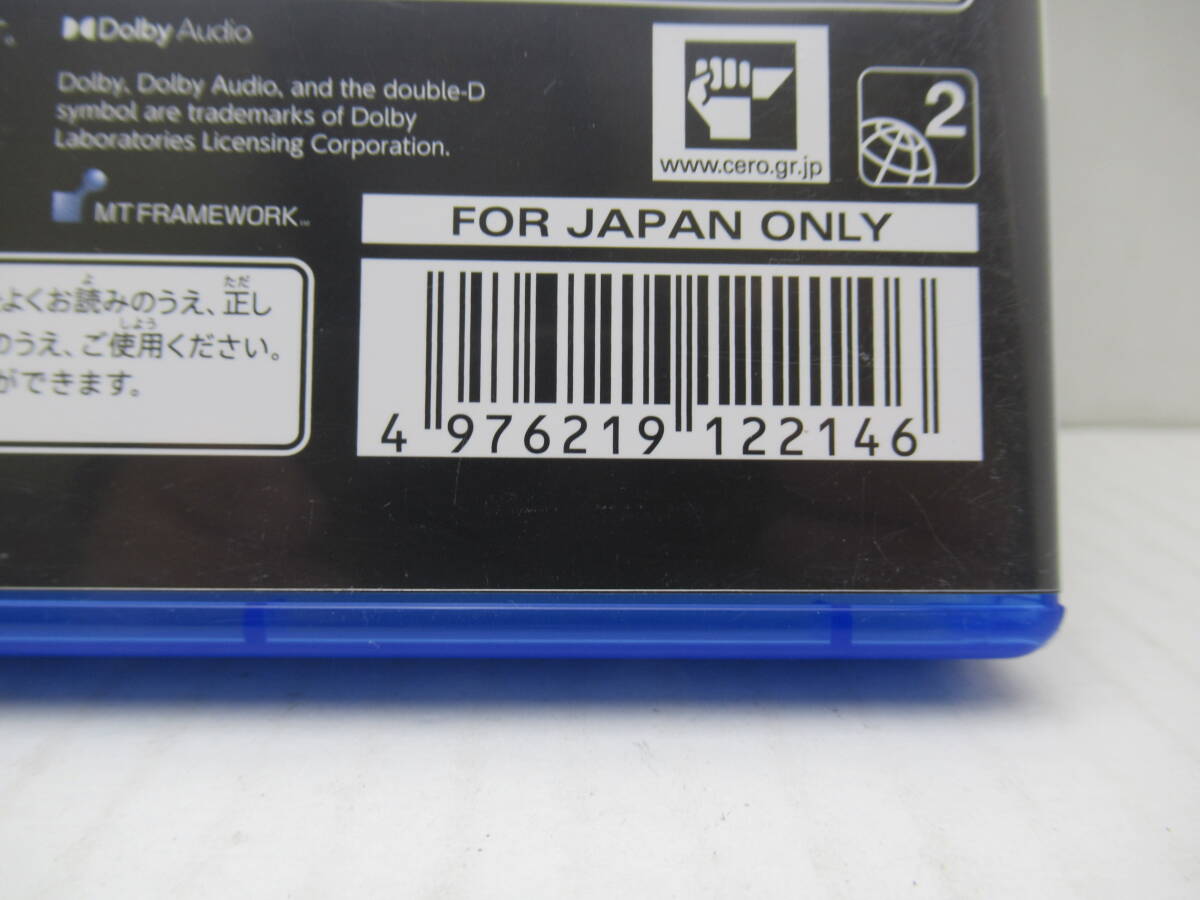 Dolby Audio
Dolby, Dolby Audio, and the double-D
symbol are trademarks of Dolby
Laboratories Licensing Corporation.
MT FRAMEWORK™
www.cero.gr.jp
2
FOR JAPAN ONLY
よくお読みのうえ、正し
のうえ、ご使用ください。
ができます。
4 976219 122146